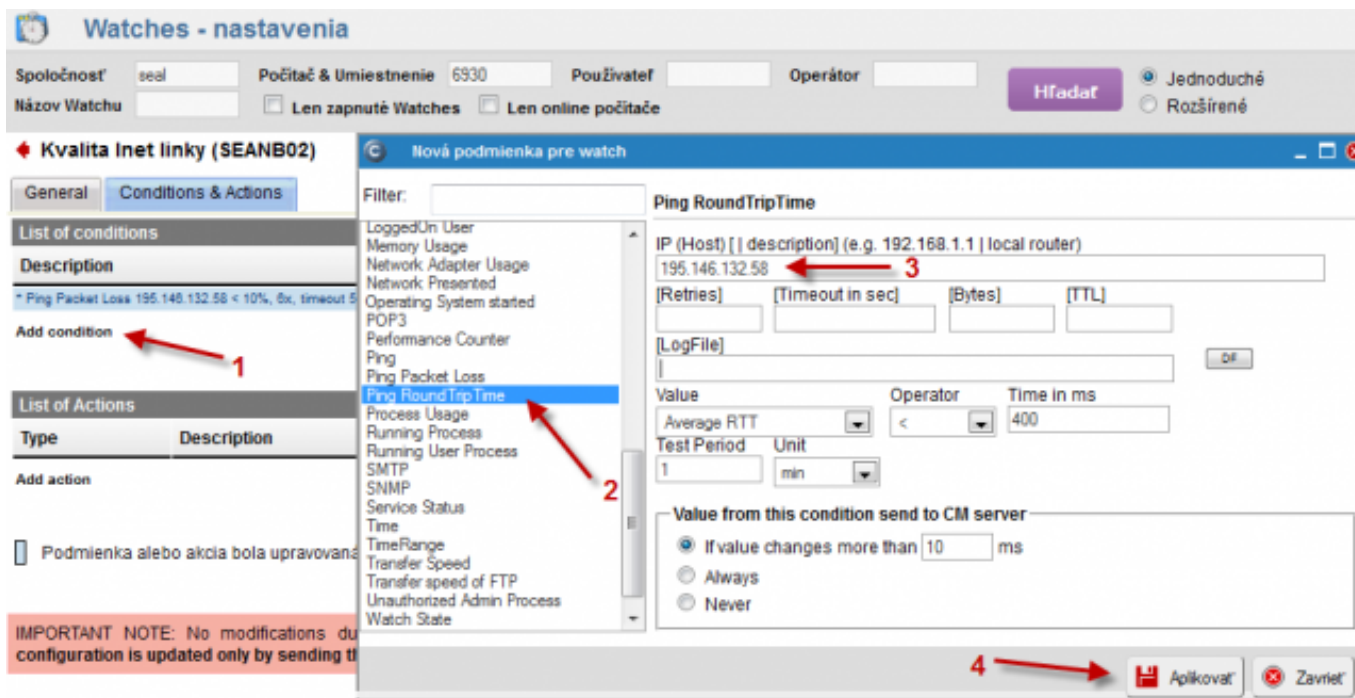 Watches - nastavenia
Spoločnosť seal Počítač & Umiestnenie 6930 Používateľ Operátor Hľadať Jednoduché
Názov Watchu Len zapnuté Watches Len online počítače Rozšírené
Kvalita Inet linky (SEANB02)
General Conditions & Actions
List of conditions
Description
* Ping Packet Loss 195.146.132.58 < 10%, 6x, timeout 5
Add condition
1
List of Actions
Type Description
Add action
Podmienka alebo akcia bola upravovaná
IMPORTANT NOTE: No modifications du
configuration is updated only by sending
Nová podmienka pre watch
Filter:
LoggedOn User
Memory Usage
Network Adapter Usage
Network Presented
Operating System started
POP3
Performance Counter
Ping
Ping Packet Loss
Ping RoundTripTime
Process Usage
Running Process
Running User Process
SMTP
SNMP
Service Status
Time
TimeRange
Transfer Speed
Transfer speed of FTP
Unauthorized Admin Process
Watch State
2
Ping RoundTripTime
IP (Host) [ | description] (e.g. 192.168.1.1 | local router)
195.146.132.58 3
[Retries] [Timeout in sec] [Bytes] [TTL]
[LogFile]
DF
Value Operator Time in ms
Average RTT < 400
Test Period Unit
1 min
Value from this condition send to CM server
If value changes more than 10 ms
Always
Never
4 Aplikovať Zavrieť